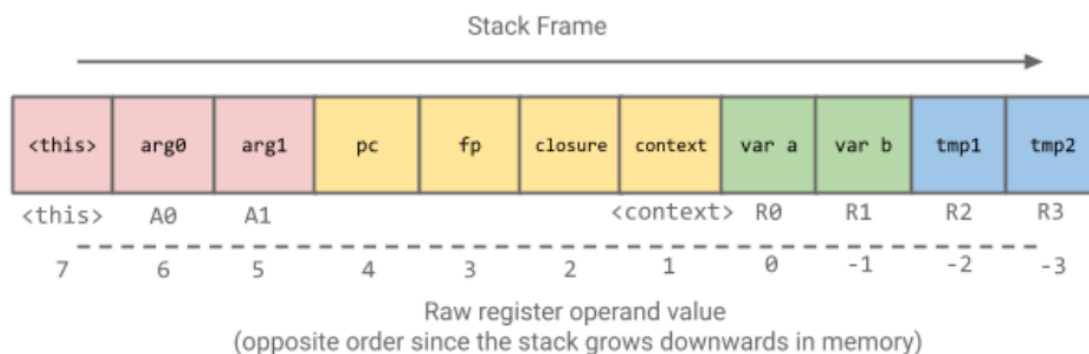 Stack Frame
<this> arg0 arg1 pc fp closure context var a var b tmp1 tmp2
<this> A0 A1 <context> R0 R1 R2 R3
7 6 5 4 3 2 1 0 -1 -2 -3
Raw register operand value
(opposite order since the stack grows downwards in memory)